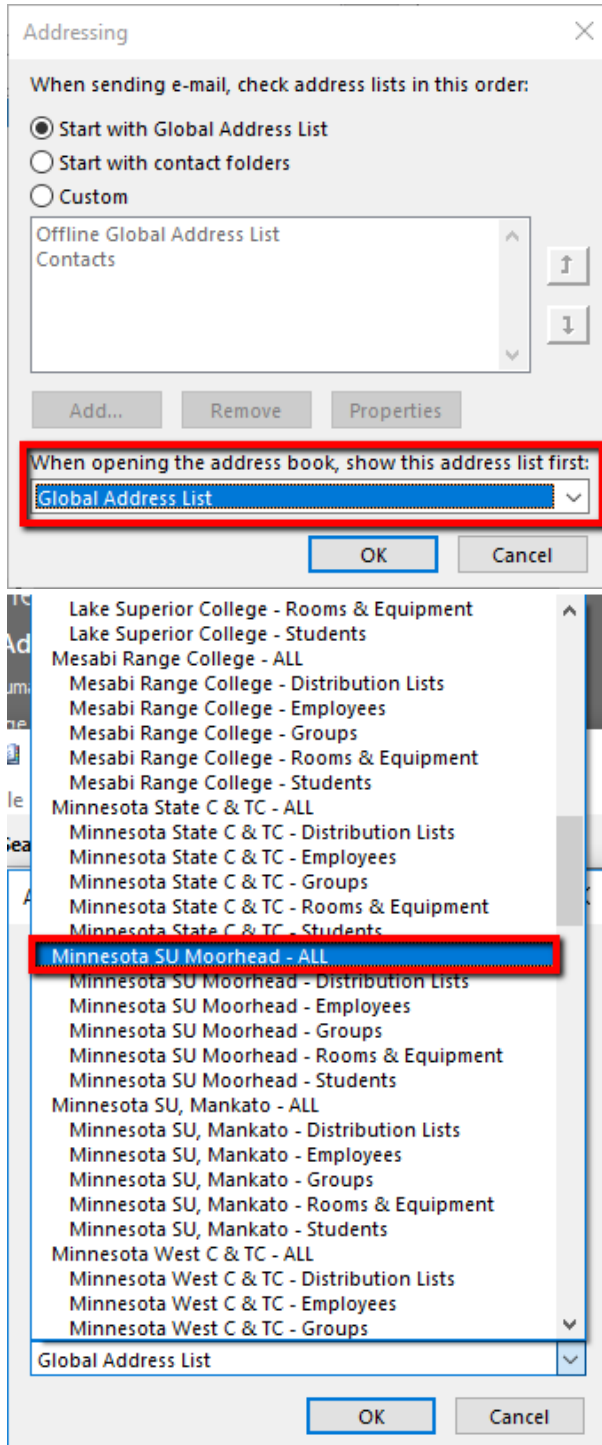 Addressing
When sending e-mail, check address lists in this order:
Start with Global Address List
Start with contact folders
Custom
Offline Global Address List
Contacts
Add...
Remove
Properties
When opening the address book, show this address list first:
Global Address List
OK
Cancel
Lake Superior College - Rooms & Equipment
Lake Superior College - Students
Mesabi Range College - ALL
Mesabi Range College - Distribution Lists
Mesabi Range College - Employees
Mesabi Range College - Groups
Mesabi Range College - Rooms & Equipment
Mesabi Range College - Students
Minnesota State C & TC - ALL
Minnesota State C & TC - Distribution Lists
Minnesota State C & TC - Employees
Minnesota State C & TC - Groups
Minnesota State C & TC - Rooms & Equipment
Minnesota State C & TC - Students
Minnesota SU Moorhead - ALL
Minnesota SU Moorhead - Distribution Lists
Minnesota SU Moorhead - Employees
Minnesota SU Moorhead - Groups
Minnesota SU Moorhead - Rooms & Equipment
Minnesota SU Moorhead - Students
Minnesota SU, Mankato - ALL
Minnesota SU, Mankato - Distribution Lists
Minnesota SU, Mankato - Employees
Minnesota SU, Mankato - Groups
Minnesota SU, Mankato - Rooms & Equipment
Minnesota SU, Mankato - Students
Minnesota West C & TC - ALL
Minnesota West C & TC - Distribution Lists
Minnesota West C & TC - Employees
Minnesota West C & TC - Groups
Global Address List
OK
Cancel